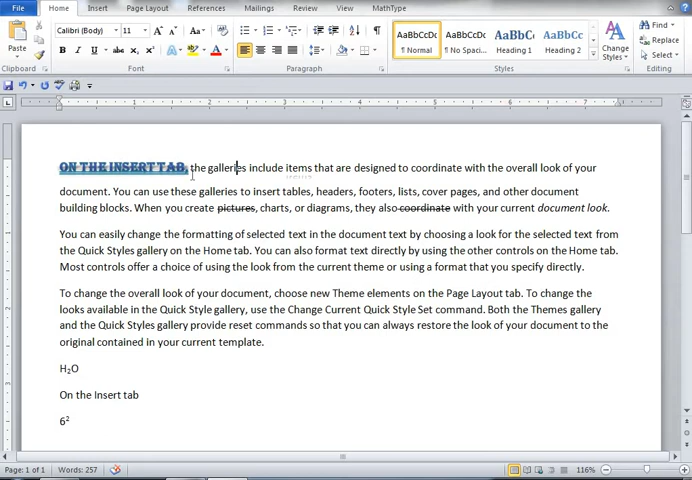 File Home Insert Page Layout References Mailings Review View MathType
Calibri (Body) 11 A A Aa
AaBbCcDc AaBbCcDc AaBbC AaBbCc
Find
Paste
B I U abc x₂ x² A
¶ Normal ¶ No Spaci... Heading 1 Heading 2
Change Styles
Replace
Select
Clipboard Font Paragraph Styles Editing
1 2 3 4 5 6 7
ON THE INSERT TAB, the galleries include items that are designed to coordinate with the overall look of your
document. You can use these galleries to insert tables, headers, footers, lists, cover pages, and other document
building blocks. When you create pictures, charts, or diagrams, they also coordinate with your current document look.
You can easily change the formatting of selected text in the document text by choosing a look for the selected text from
the Quick Styles gallery on the Home tab. You can also format text directly by using the other controls on the Home tab.
Most controls offer a choice of using the look from the current theme or using a format that you specify directly.
To change the overall look of your document, choose new Theme elements on the Page Layout tab. To change the
looks available in the Quick Style gallery, use the Change Current Quick Style Set command. Both the Themes gallery
and the Quick Styles gallery provide reset commands so that you can always restore the look of your document to the
original contained in your current template.
H₂O
On the Insert tab
6²
Page: 1 of 1 Words: 257 116%